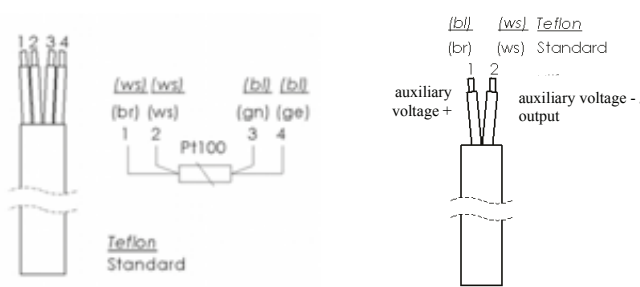 1 2 3 4
(ws) (ws) (bl) (bl)
(br) (ws) (gn) (ge)
1 2 3 4
Pt100
Teflon
Standard
(bl) (ws) Teflon
(br) (ws) Standard
1 2
auxiliary
voltage +
auxiliary voltage -
output